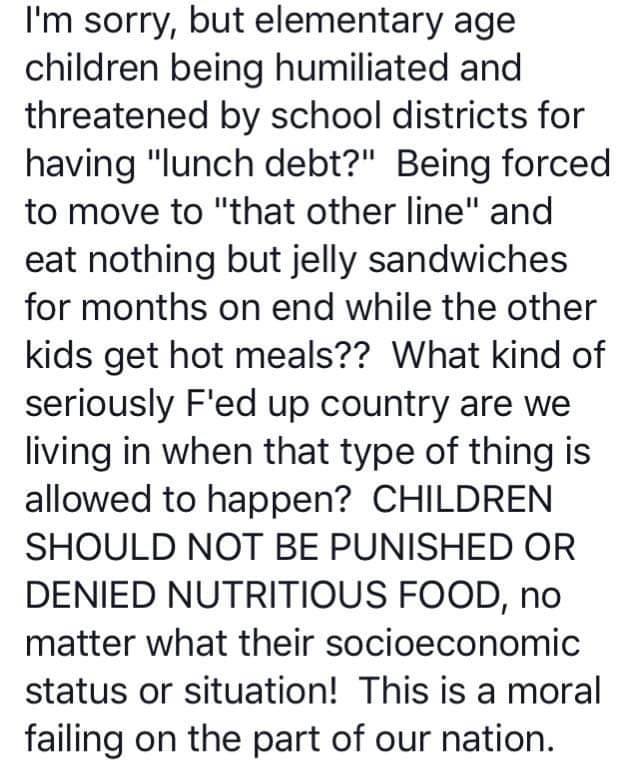 I'm sorry, but elementary age
children being humiliated and
threatened by school districts for
having "lunch debt?"  Being forced
to move to "that other line" and
eat nothing but jelly sandwiches
for months on end while the other
kids get hot meals??  What kind of
seriously F'ed up country are we
living in when that type of thing is
allowed to happen?  CHILDREN
SHOULD NOT BE PUNISHED OR
DENIED NUTRITIOUS FOOD, no
matter what their socioeconomic
status or situation!  This is a moral
failing on the part of our nation.